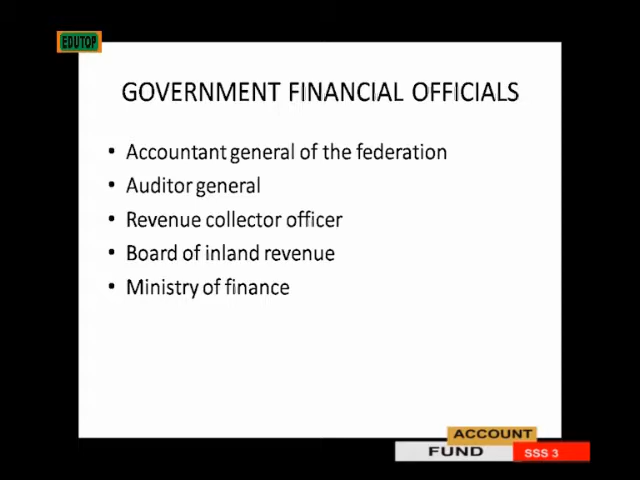 EDUTOP
GOVERNMENT FINANCIAL OFFICIALS
• Accountant general of the federation
• Auditor general
• Revenue collector officer
• Board of inland revenue
• Ministry of finance
ACCOUNT
FUND SSS 3